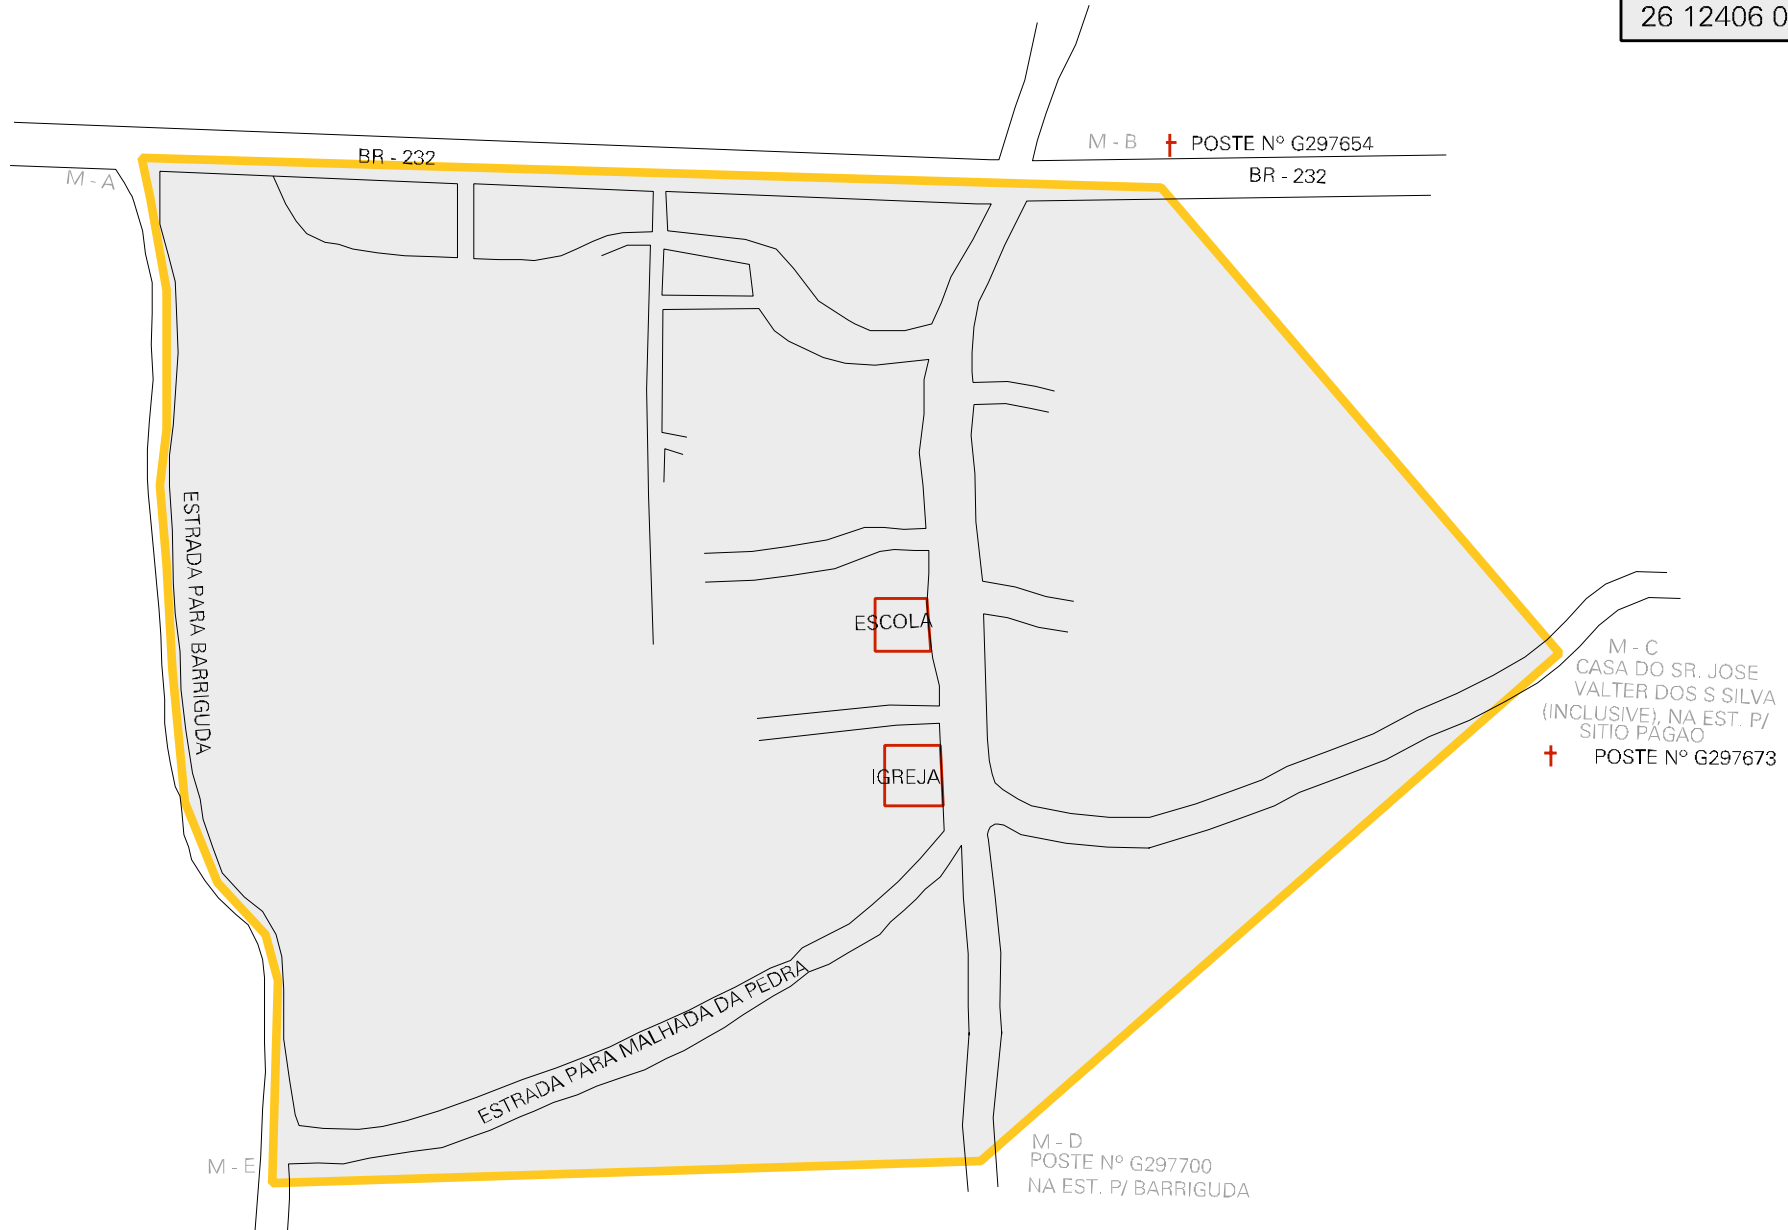 26 12406 0
M - B
POSTE Nº G297654
BR - 232
BR - 232
M - A
ESTRADA PARA BARRIGUDA
ESCOLA
M - C
CASA DO SR. JOSE
VALTER DOS S SILVA
(INCLUSIVE), NA EST. P/
SITIO PAGAO
POSTE Nº G297673
IGREJA
ESTRADA PARA MALHADA DA PEDRA
M - D
POSTE Nº G297700
NA EST. P/ BARRIGUDA
M - E